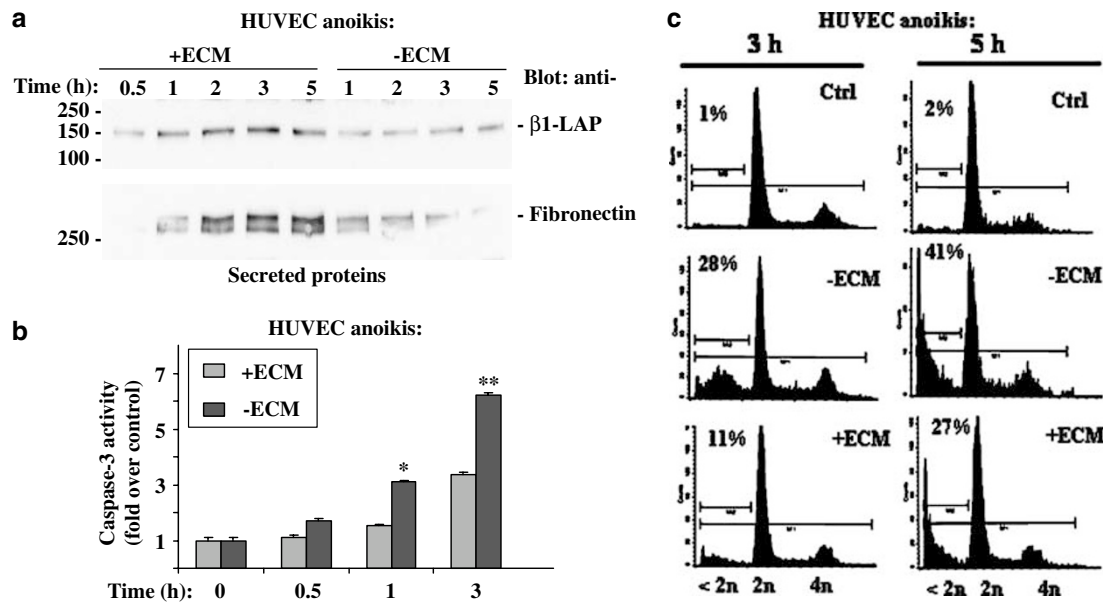 a
HUVEC anoikis:
+ECM -ECM
Time (h): 0.5 1 2 3 5 1 2 3 5 Blot: anti-
250 -
150 - - β1-LAP
100 -
- Fibronectin
250 -
Secreted proteins
b
HUVEC anoikis:
+ECM
-ECM
Caspase-3 activity
(fold over control)
7
5
3
1
*
**
Time (h): 0 0.5 1 3
c
HUVEC anoikis:
3 h 5 h
Ctrl Ctrl
1% 2%
28% -ECM 41% -ECM
11% +ECM 27% +ECM
Counts
< 2n 2n 4n < 2n 2n 4n